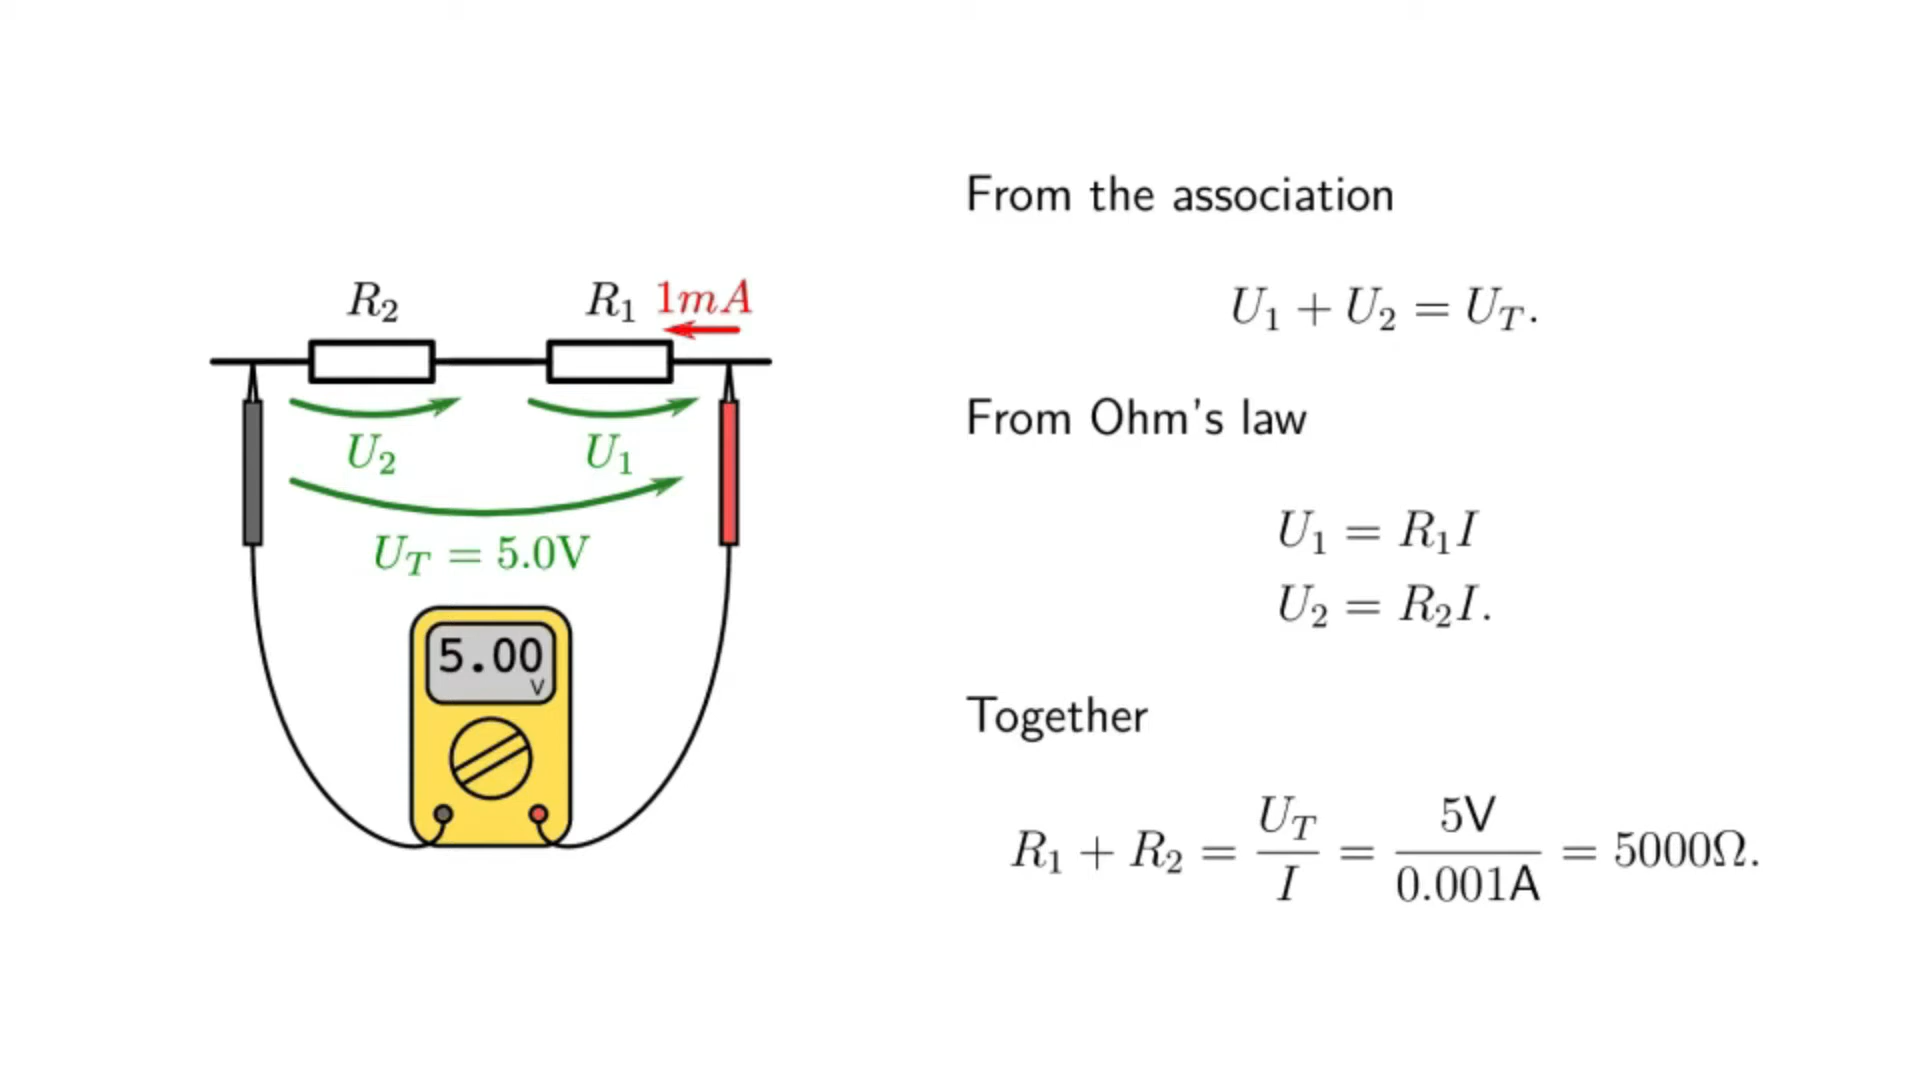 From the association
U₁ + U₂ = U_T.
From Ohm's law
U₁ = R₁I
U₂ = R₂I.
Together
R₁ + R₂ = U_T / I = 5V / 0.001A = 5000Ω.
R₂
R₁ 1mA
U₂
U₁
U_T = 5.0V
5.00
V